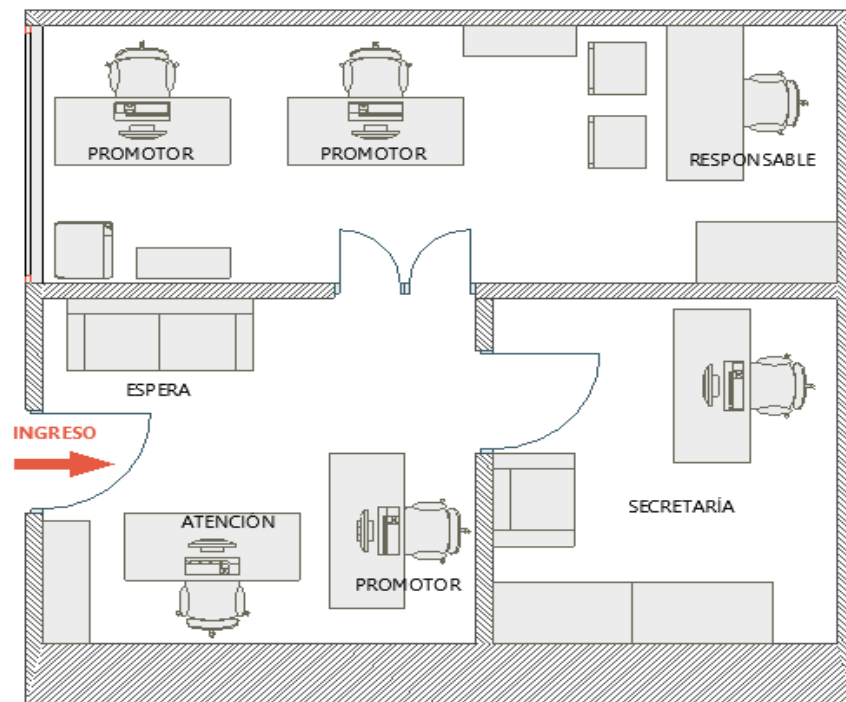 PROMOTOR
PROMOTOR
RESPONSABLE
ESPERA
INGRESO
SECRETARÍA
ATENCIÓN
PROMOTOR